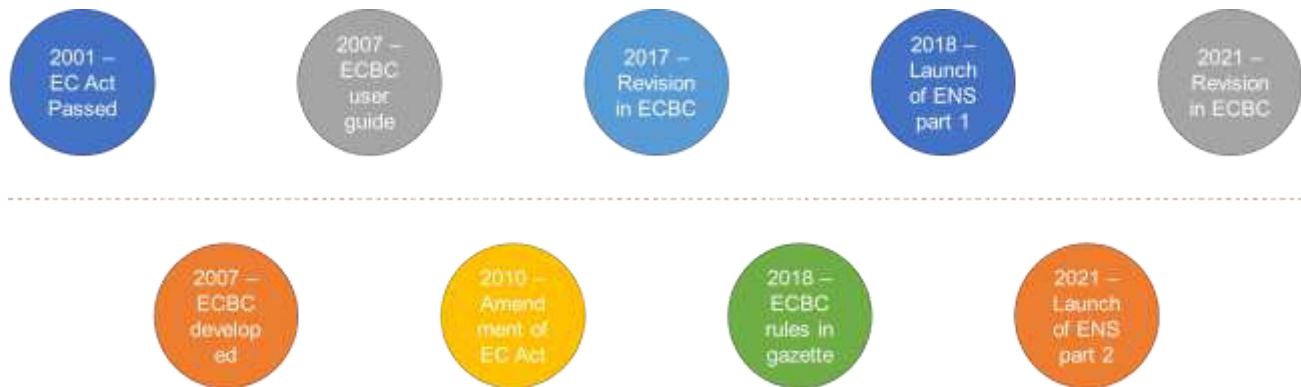 2001 –
EC Act
Passed
2007 –
ECBC
user
guide
2017 –
Revision
in ECBC
2018 –
Launch
of ENS
part 1
2021 –
Revision
in ECBC
2007 –
ECBC
develop
ed
2010 –
Amend
ment of
EC Act
2018 –
ECBC
rules in
gazette
2021 –
Launch
of ENS
part 2